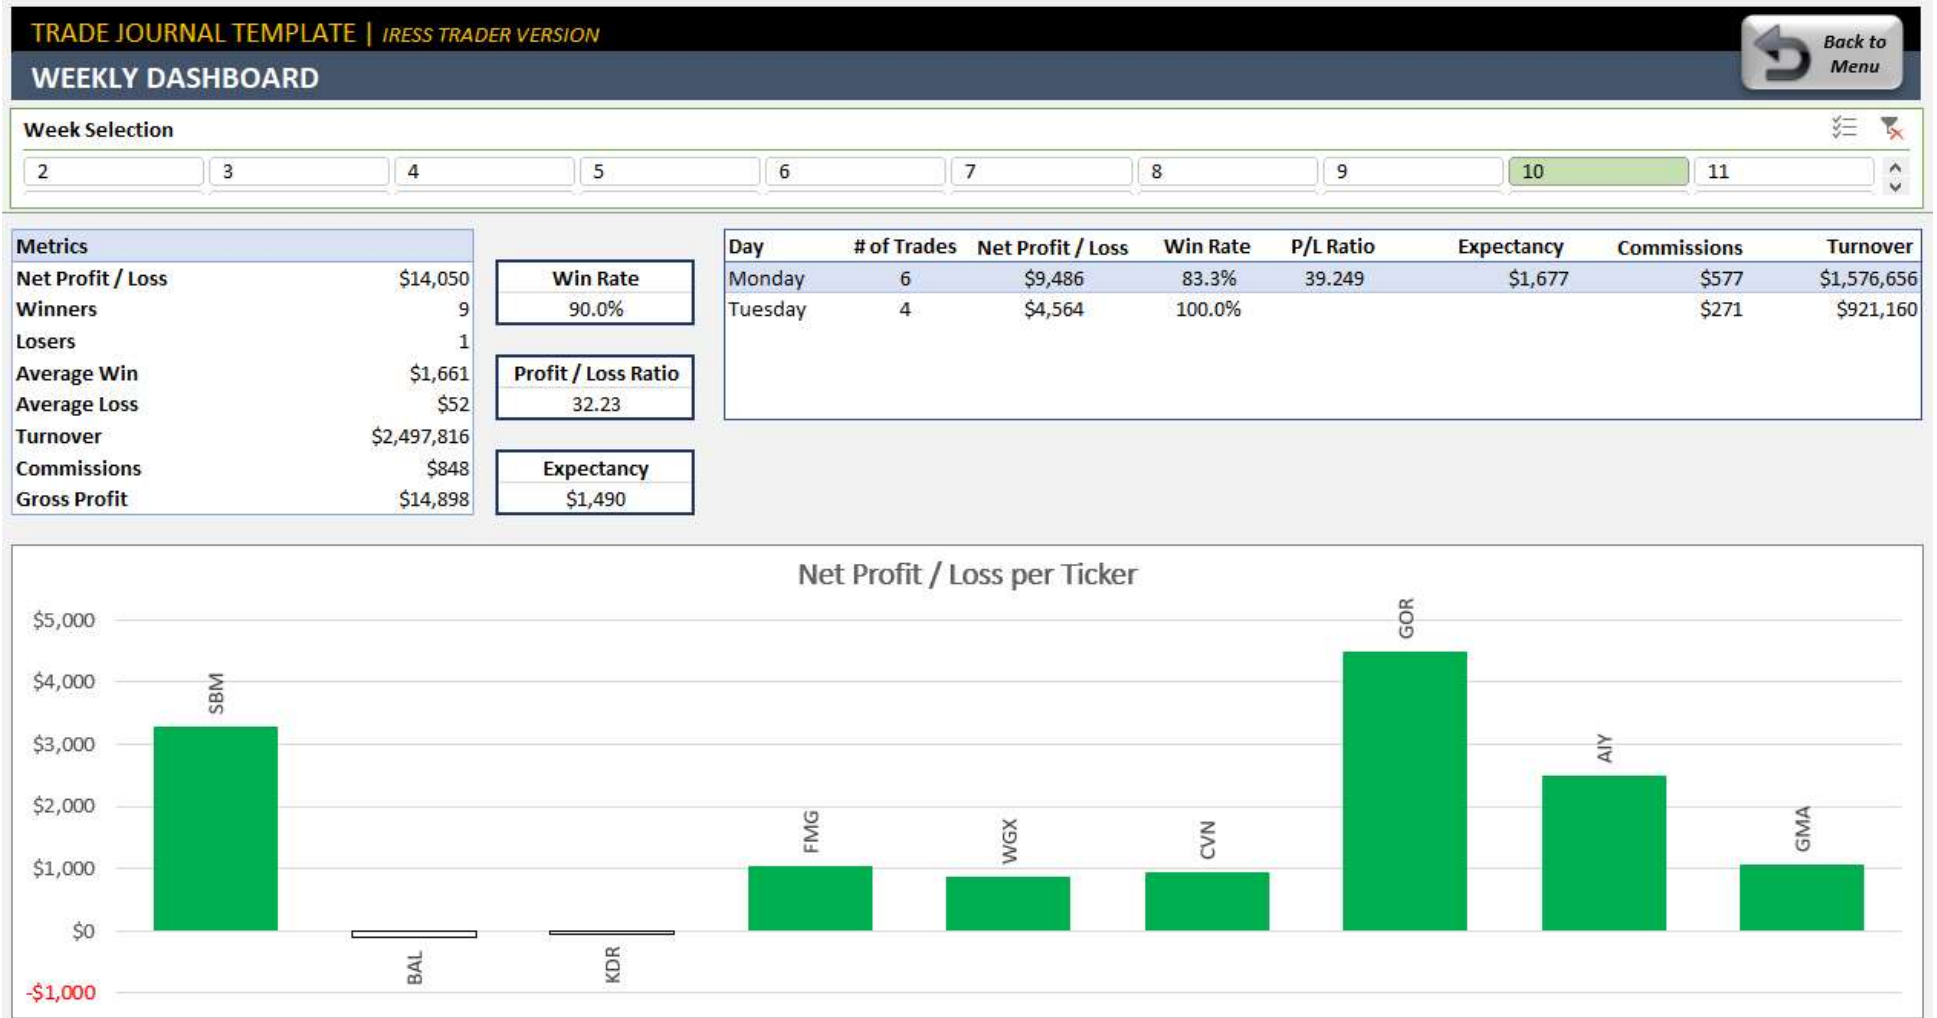 TRADE JOURNAL TEMPLATE | IRESS TRADER VERSION
Back to
Menu
WEEKLY DASHBOARD
Week Selection
2 3 4 5 6 7 8 9 10 11
Metrics
Net Profit / Loss $14,050
Winners 9
Losers 1
Average Win $1,661
Average Loss $52
Turnover $2,497,816
Commissions $848
Gross Profit $14,898
Win Rate
90.0%
Profit / Loss Ratio
32.23
Expectancy
$1,490
Day # of Trades Net Profit / Loss Win Rate P/L Ratio Expectancy Commissions Turnover
Monday 6 $9,486 83.3% 39.249 $1,677 $577 $1,576,656
Tuesday 4 $4,564 100.0% $271 $921,160
Net Profit / Loss per Ticker
$5,000
$4,000
$3,000
$2,000
$1,000
$0
-$1,000
SBM
BAL
KDR
FMG
WGX
CVN
GOR
AIY
GMA